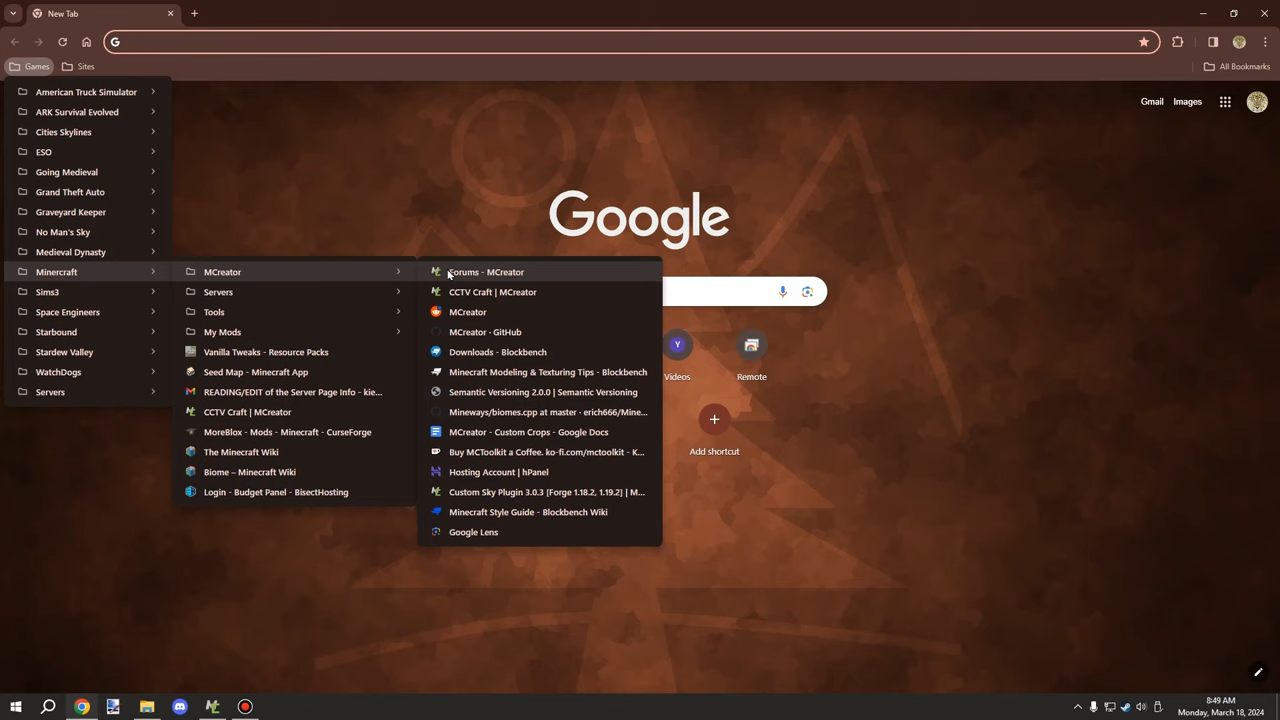 New Tab
Games
Sites
All Bookmarks
Gmail
Images
American Truck Simulator
ARK Survival Evolved
Cities Skylines
ESO
Going Medieval
Grand Theft Auto
Graveyard Keeper
No Man's Sky
Medieval Dynasty
Minercraft
Sims3
Space Engineers
Starbound
Stardew Valley
WatchDogs
Servers
MCreator
Servers
Tools
My Mods
Vanilla Tweaks - Resource Packs
Seed Map - Minecraft App
READING/EDIT of the Server Page Info - kie...
CCTV Craft | MCreator
MoreBlox - Mods - Minecraft - CurseForge
The Minecraft Wiki
Biome – Minecraft Wiki
Login - Budget Panel - BisectHosting
Forums - MCreator
CCTV Craft | MCreator
MCreator
MCreator · GitHub
Downloads - Blockbench
Minecraft Modeling & Texturing Tips - Blockbench
Semantic Versioning 2.0.0 | Semantic Versioning
Mineways/biomes.cpp at master · erich666/Mine...
MCreator - Custom Crops - Google Docs
Buy MCToolkit a Coffee. ko-fi.com/mctoolkit - K...
Hosting Account | hPanel
Custom Sky Plugin 3.0.3 [Forge 1.18.2, 1.19.2] | M...
Minecraft Style Guide - Blockbench Wiki
Google Lens
Google
Y
Videos
Remote
Add shortcut
8:49 AM
Monday, March 18, 2024